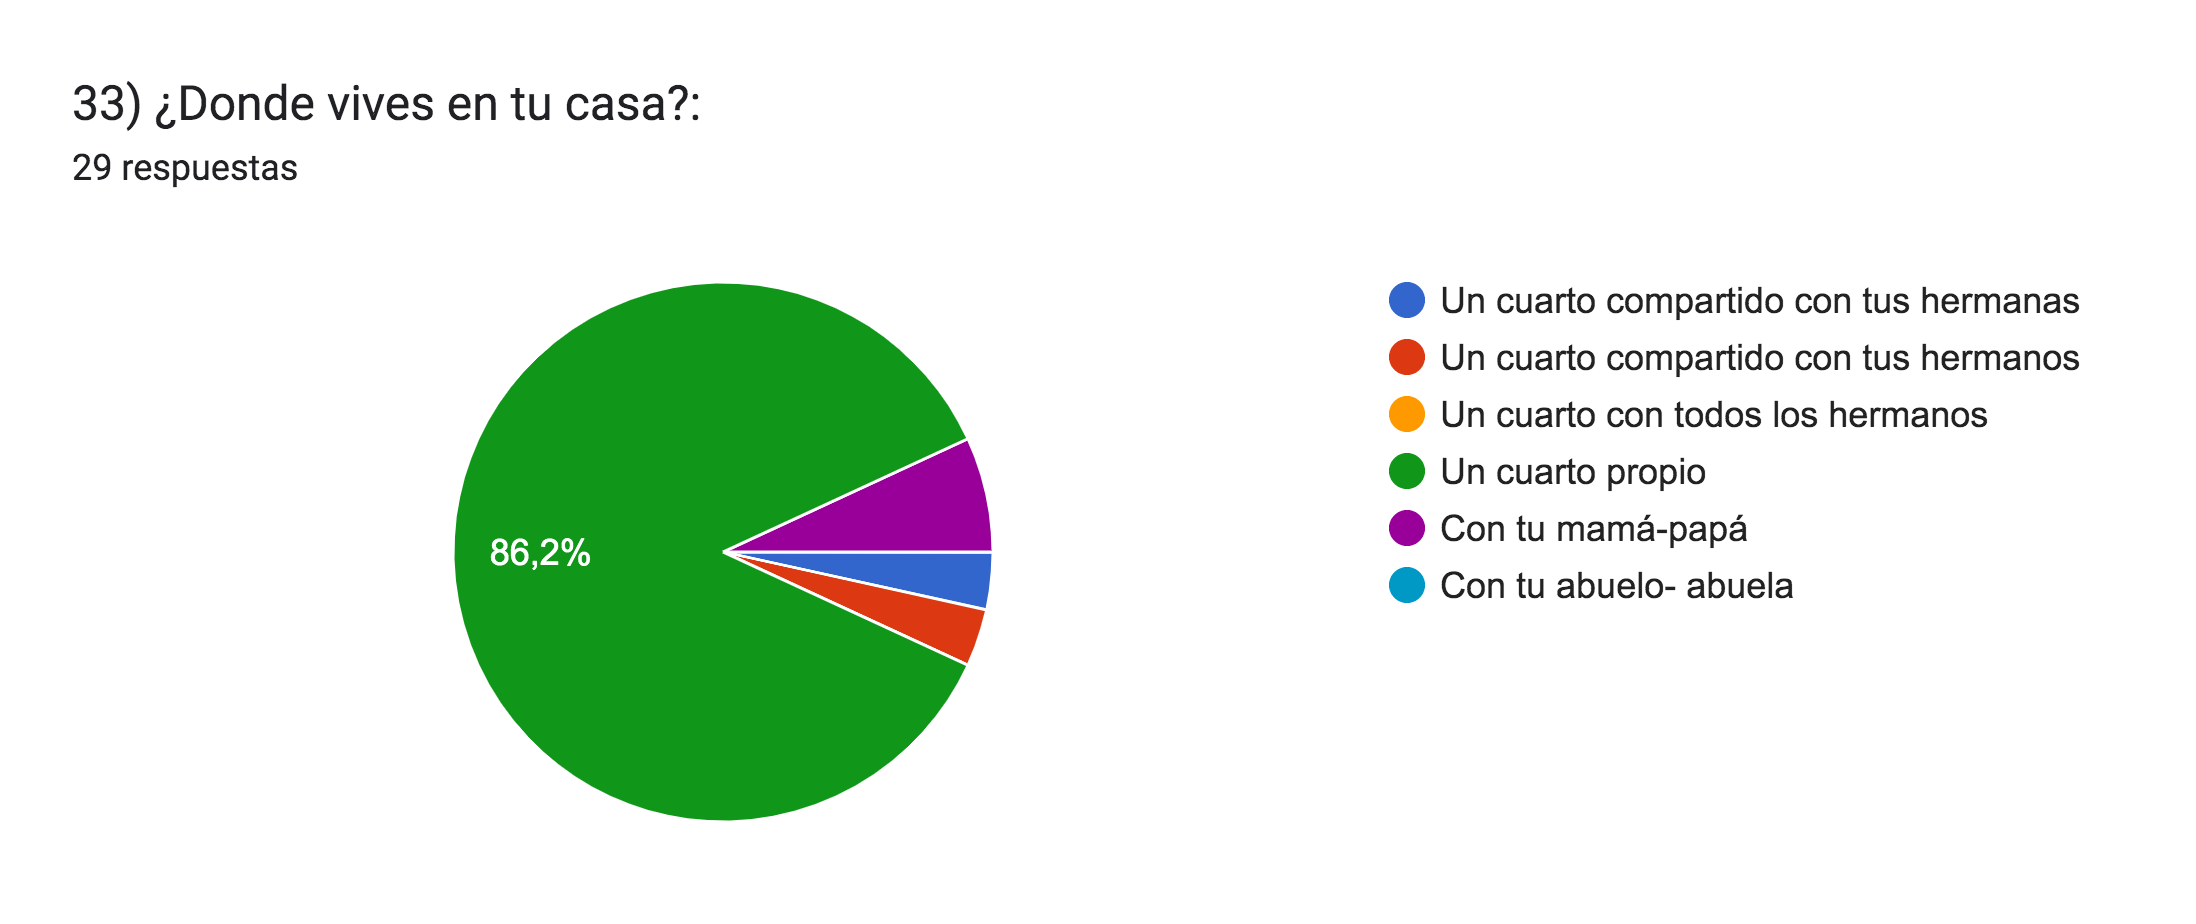 33) ¿Donde vives en tu casa?:
29 respuestas
86,2%
Un cuarto compartido con tus hermanas
Un cuarto compartido con tus hermanos
Un cuarto con todos los hermanos
Un cuarto propio
Con tu mamá-papá
Con tu abuelo- abuela